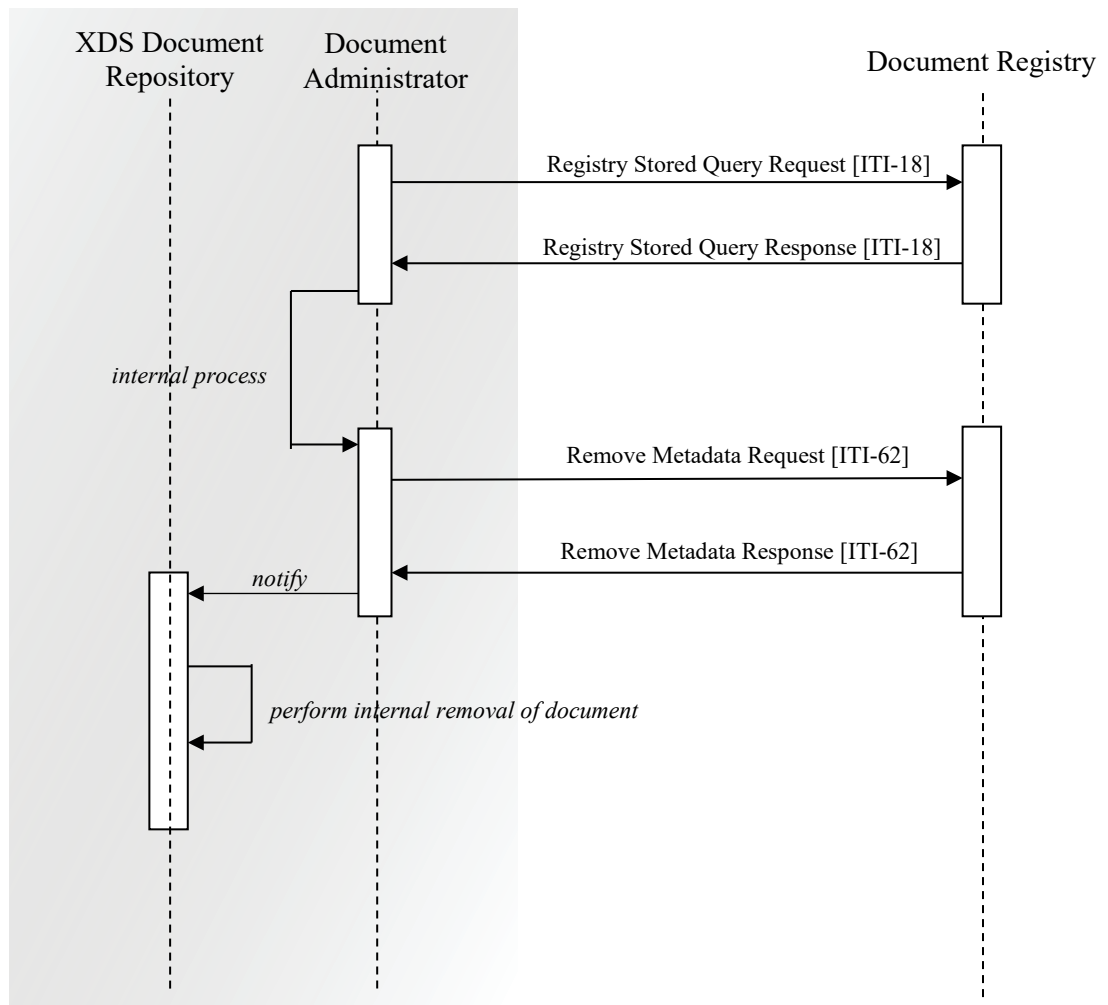 XDS Document
Repository
Document
Administrator
Document Registry
Registry Stored Query Request [ITI-18]
Registry Stored Query Response [ITI-18]
internal process
Remove Metadata Request [ITI-62]
Remove Metadata Response [ITI-62]
notify
perform internal removal of document